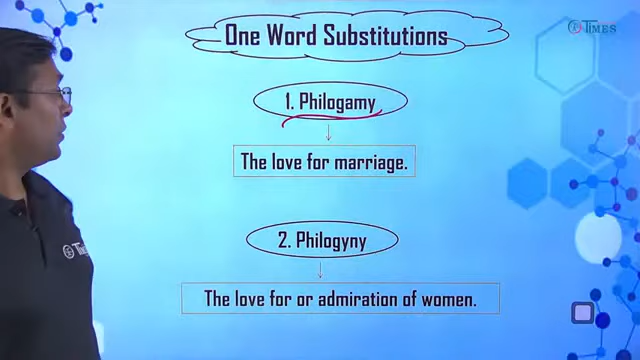 One Word Substitutions
TIMES
1. Philogamy
The love for marriage.
2. Philogyny
The love for or admiration of women.